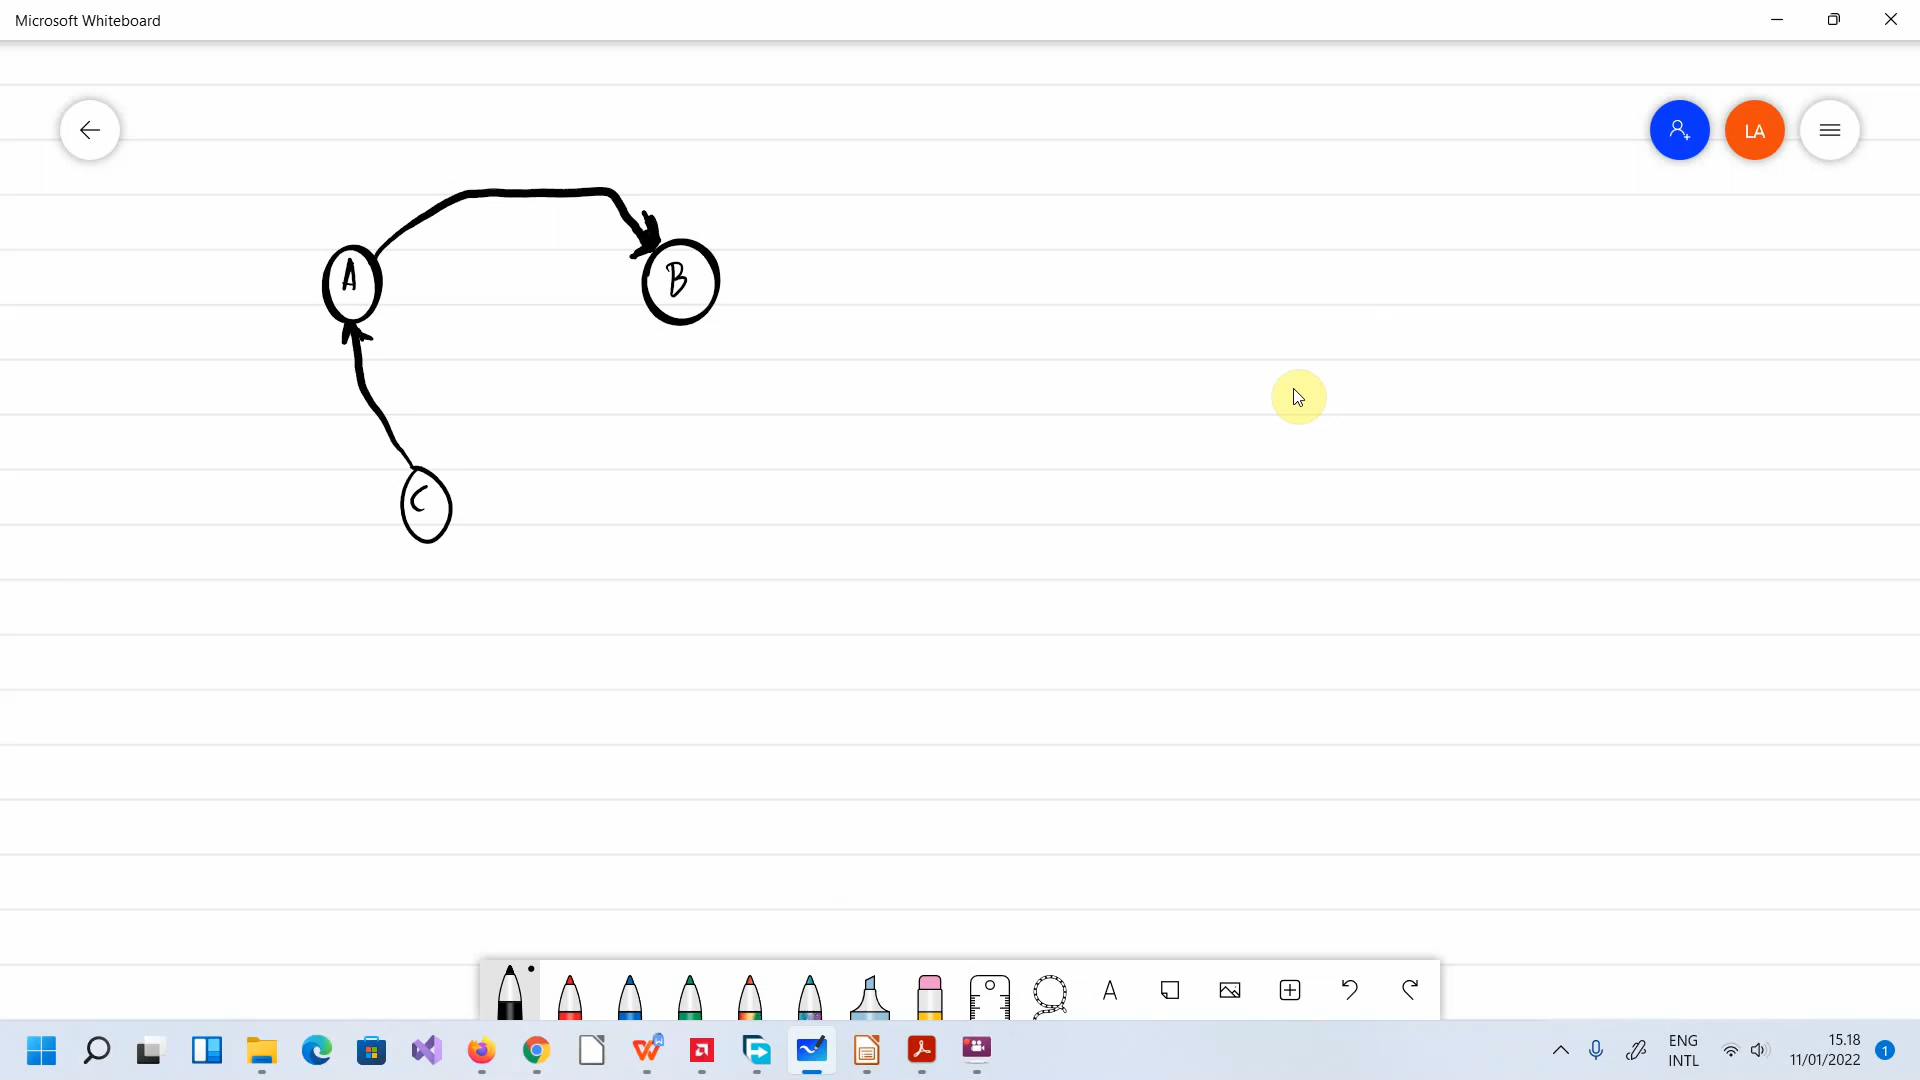 Microsoft Whiteboard
LA
A
B
C
A
ENG
INTL
15.18
11/01/2022
1